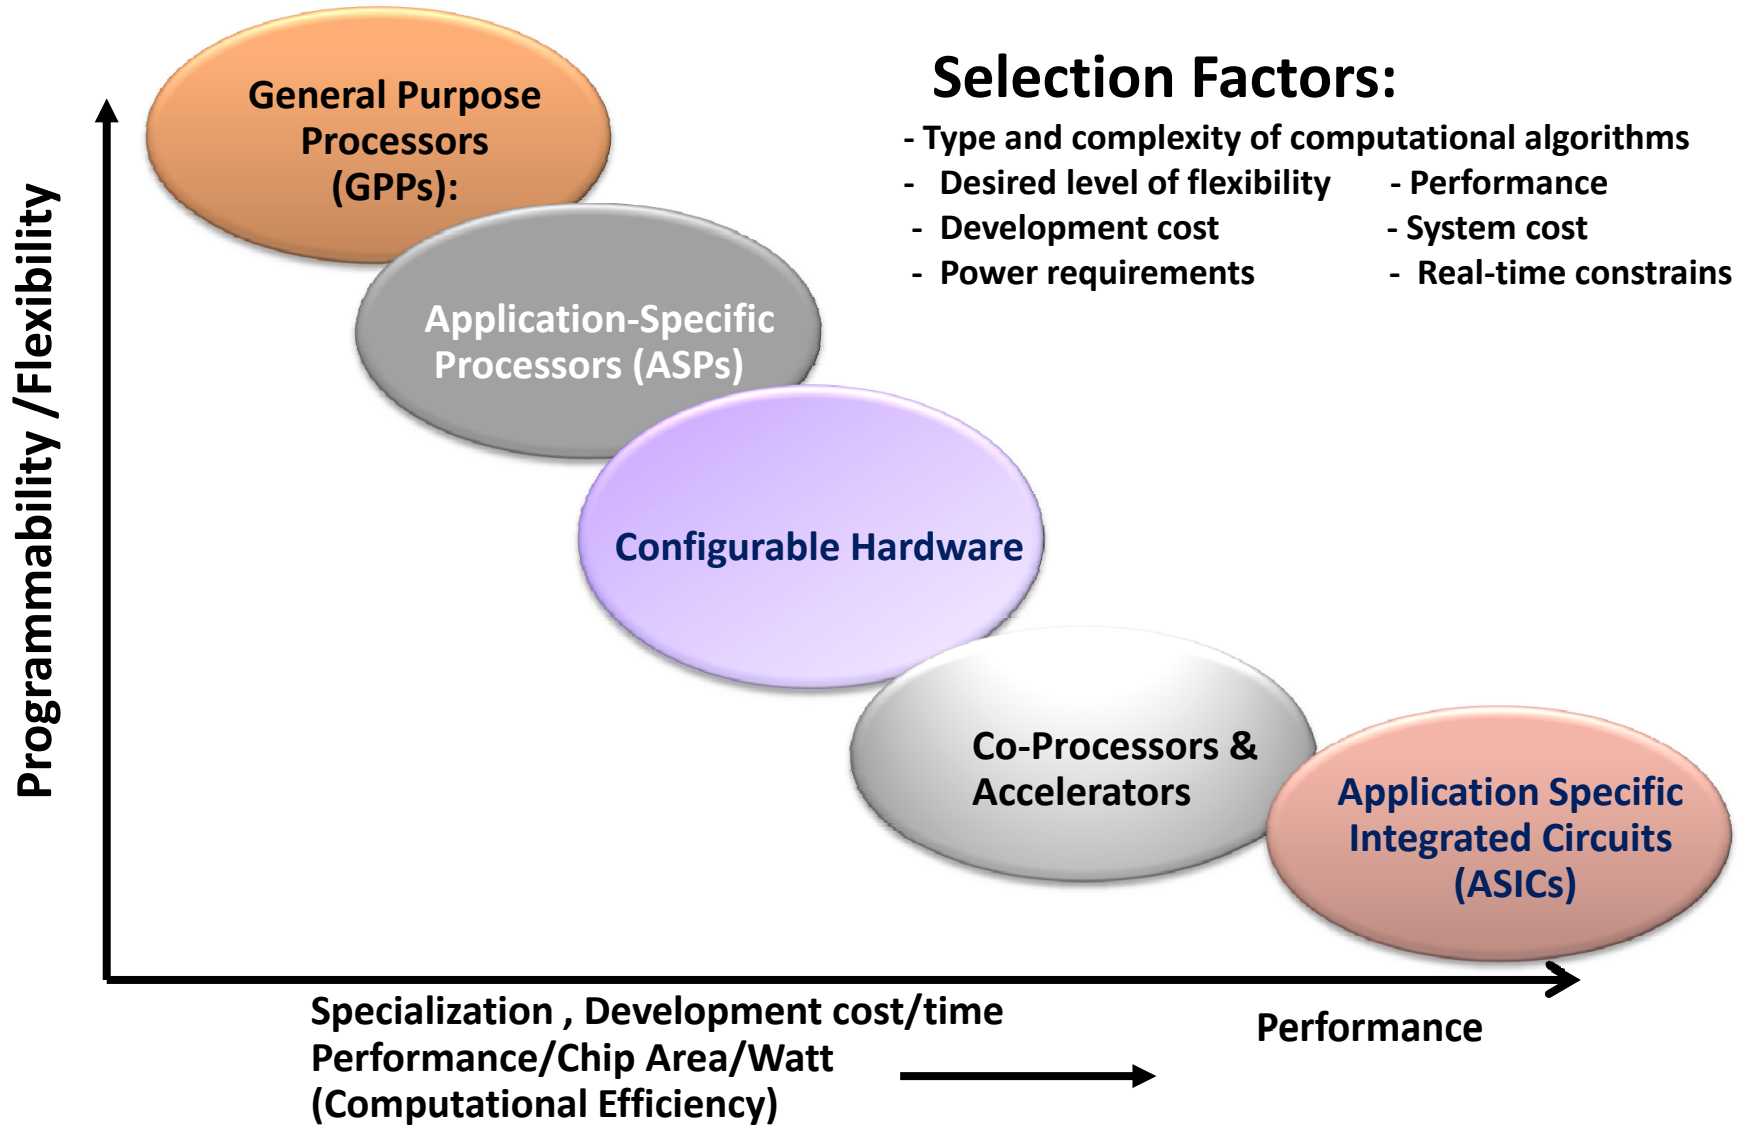 General Purpose
Processors
(GPPs):
Selection Factors:
- Type and complexity of computational algorithms
- Desired level of flexibility - Performance
- Development cost - System cost
- Power requirements - Real-time constrains
Programmability /Flexibility
Application-Specific
Processors (ASPs)
Configurable Hardware
Co-Processors &
Accelerators
Application Specific
Integrated Circuits
(ASICs)
Specialization , Development cost/time
Performance/Chip Area/Watt
(Computational Efficiency)
Performance